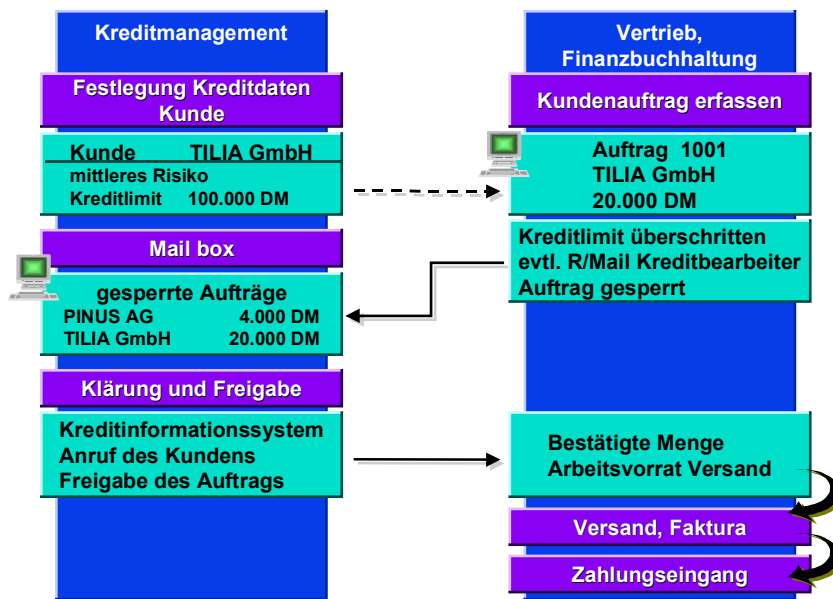 Kreditmanagement
Festlegung Kreditdaten
Kunde
Kunde TILIA GmbH
mittleres Risiko
Kreditlimit 100.000 DM
Mail box
gesperrte Aufträge
PINUS AG 4.000 DM
TILIA GmbH 20.000 DM
Klärung und Freigabe
Kreditinformationssystem
Anruf des Kundens
Freigabe des Auftrags
Vertrieb,
Finanzbuchhaltung
Kundenauftrag erfassen
Auftrag 1001
TILIA GmbH
20.000 DM
Kreditlimit überschritten
evtl. R/Mail Kreditbearbeiter
Auftrag gesperrt
Bestätigte Menge
Arbeitsvorrat Versand
Versand, Faktura
Zahlungseingang